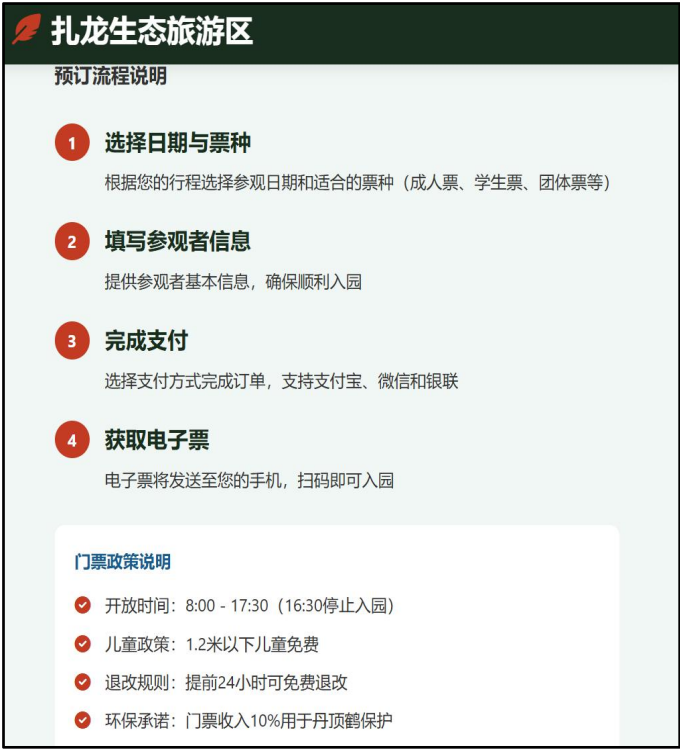 扎龙生态旅游区
预订流程说明
1 选择日期与票种
根据您的行程选择参观日期和适合的票种（成人票、学生票、团体票等）
2 填写参观者信息
提供参观者基本信息，确保顺利入园
3 完成支付
选择支付方式完成订单，支持支付宝、微信和银联
4 获取电子票
电子票将发送至您的手机，扫码即可入园
门票政策说明
开放时间：8:00 - 17:30（16:30停止入园）
儿童政策：1.2米以下儿童免费
退改规则：提前24小时可免费退改
环保承诺：门票收入10%用于丹顶鹤保护